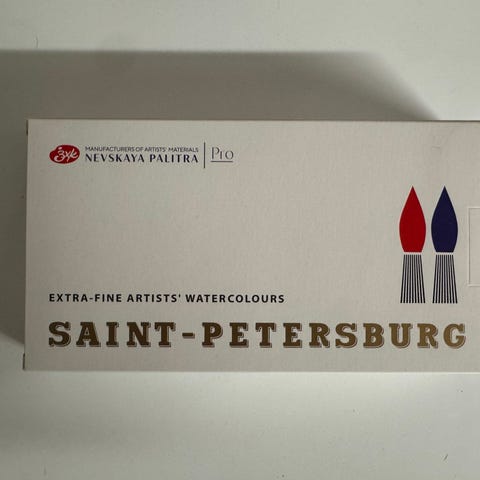 ЗХК
MANUFACTURERS OF ARTISTS' MATERIALS
NEVSKAYA PALITRA
Pro
EXTRA-FINE ARTISTS' WATERCOLOURS
SAINT-PETERSBURG